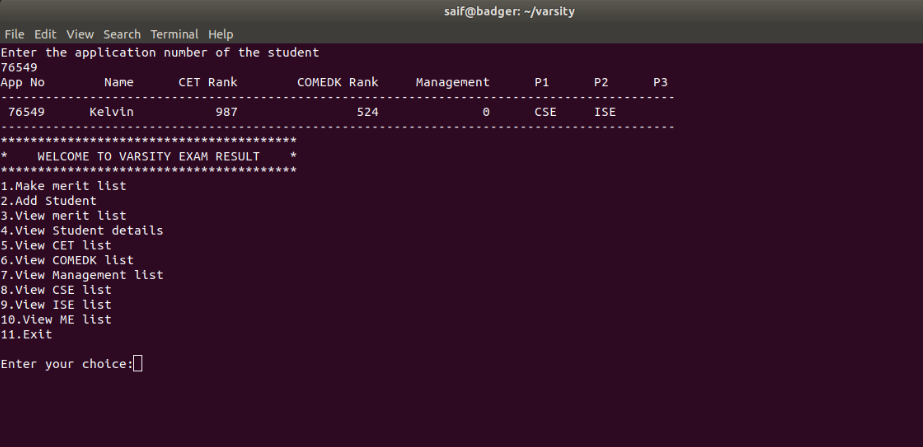 saif@badger: ~/varsity
File Edit View Search Terminal Help
Enter the application number of the student
76549
App No        Name      CET Rank        COMEDK Rank     Management      P1      P2      P3
-------------------------------------------------------------------------------------------
 76549      Kelvin           987                524              0      CSE     ISE
-------------------------------------------------------------------------------------------
****************************************
*    WELCOME TO VARSITY EXAM RESULT    *
****************************************
1.Make merit list
2.Add Student
3.View merit list
4.View Student details
5.View CET list
6.View COMEDK list
7.View Management list
8.View CSE list
9.View ISE list
10.View ME list
11.Exit
Enter your choice: